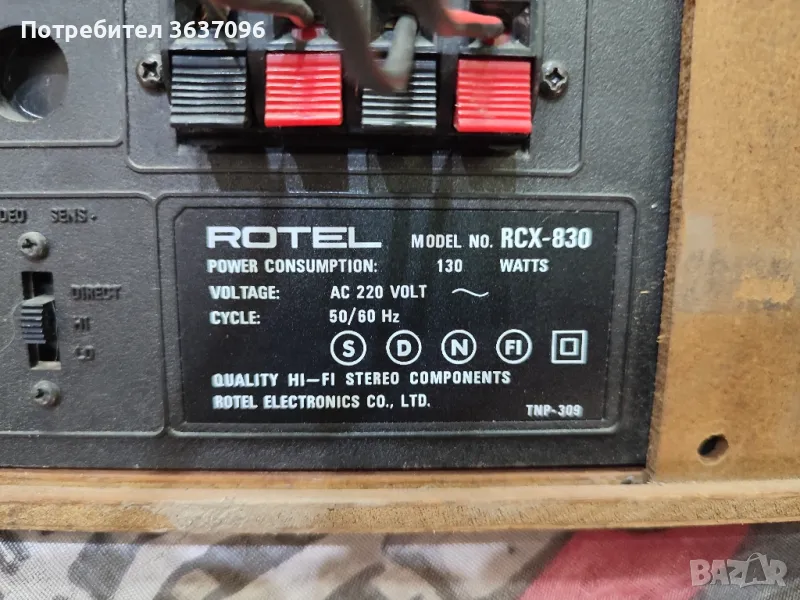 Потребител 3637096
DEO SENS+
DIRECT
HI
LO
ROTEL MODEL NO. RCX-830
POWER CONSUMPTION: 130 WATTS
VOLTAGE: AC 220 VOLT ~
CYCLE: 50/60 Hz
S D N FI
QUALITY HI-FI STEREO COMPONENTS
ROTEL ELECTRONICS CO., LTD.
TNP-309
BAZAR